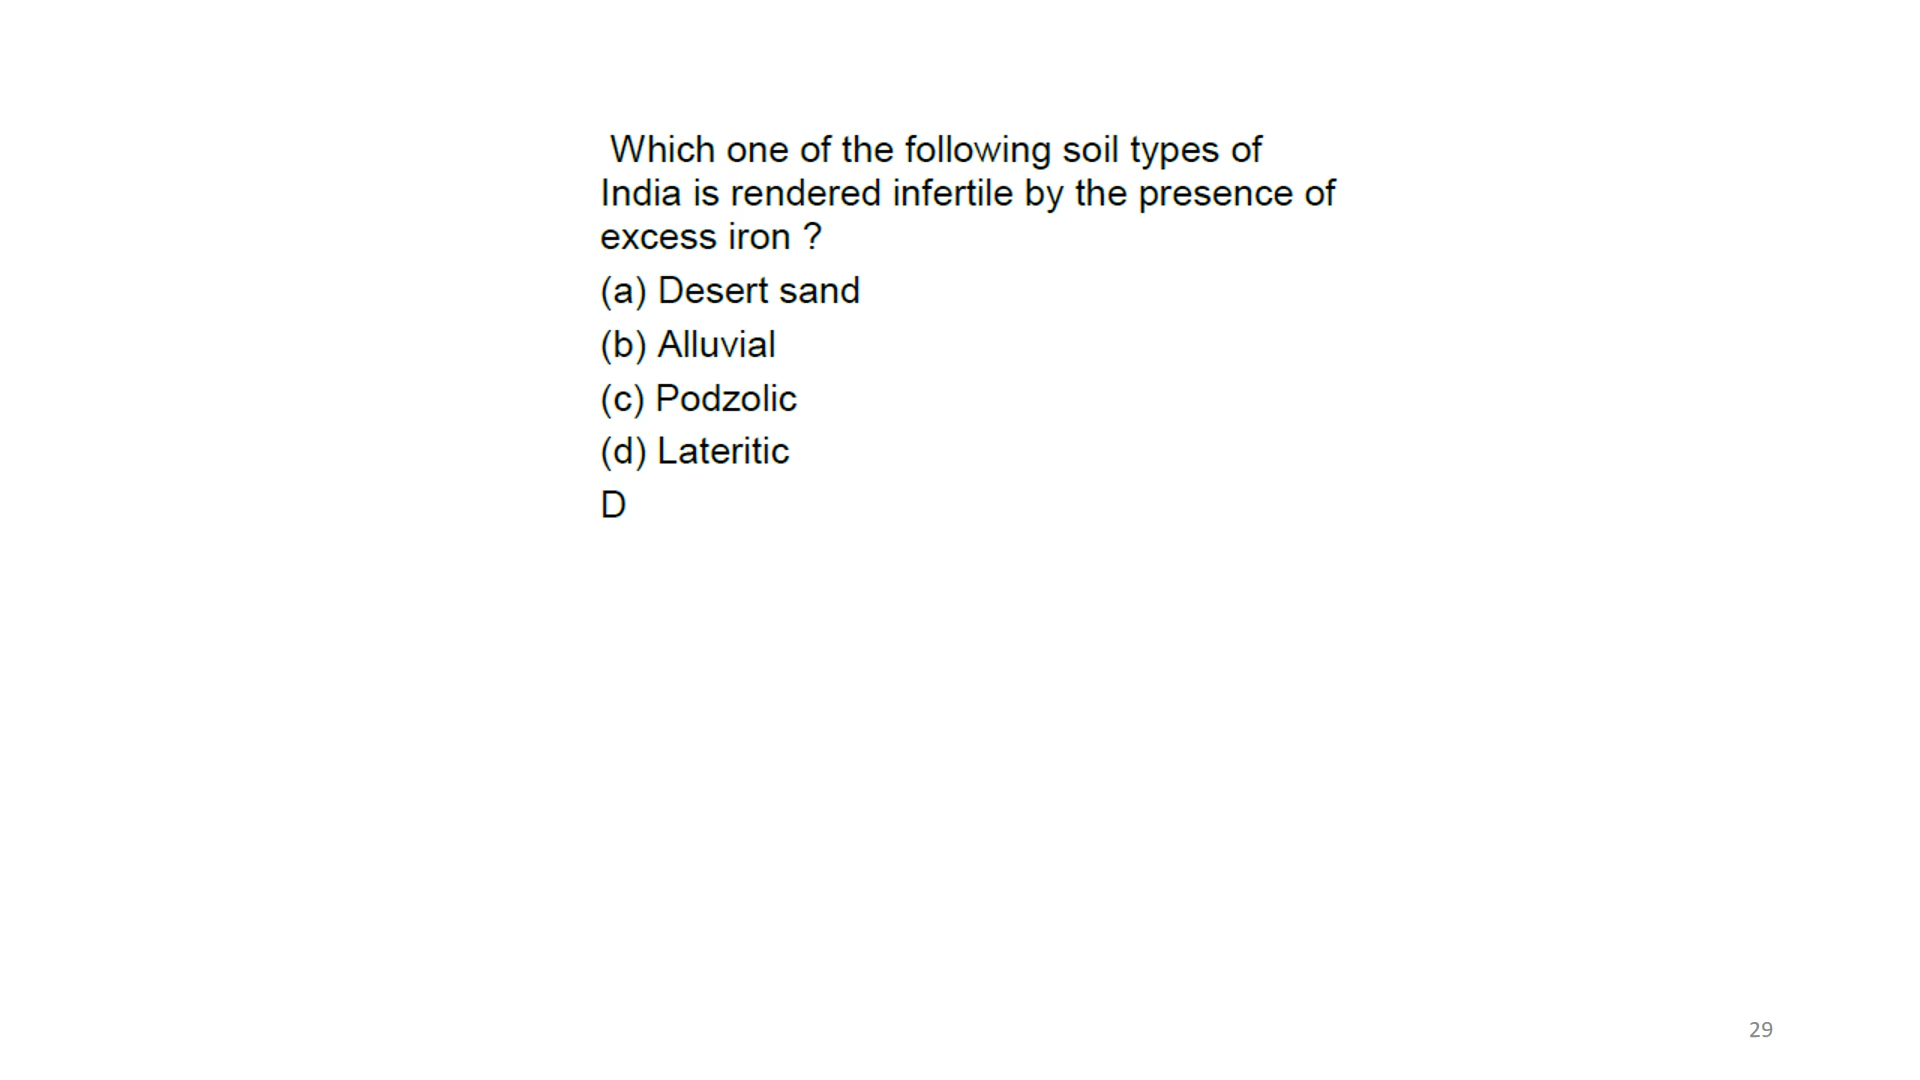 Which one of the following soil types of
India is rendered infertile by the presence of
excess iron ?
(a) Desert sand
(b) Alluvial
(c) Podzolic
(d) Lateritic
D
29